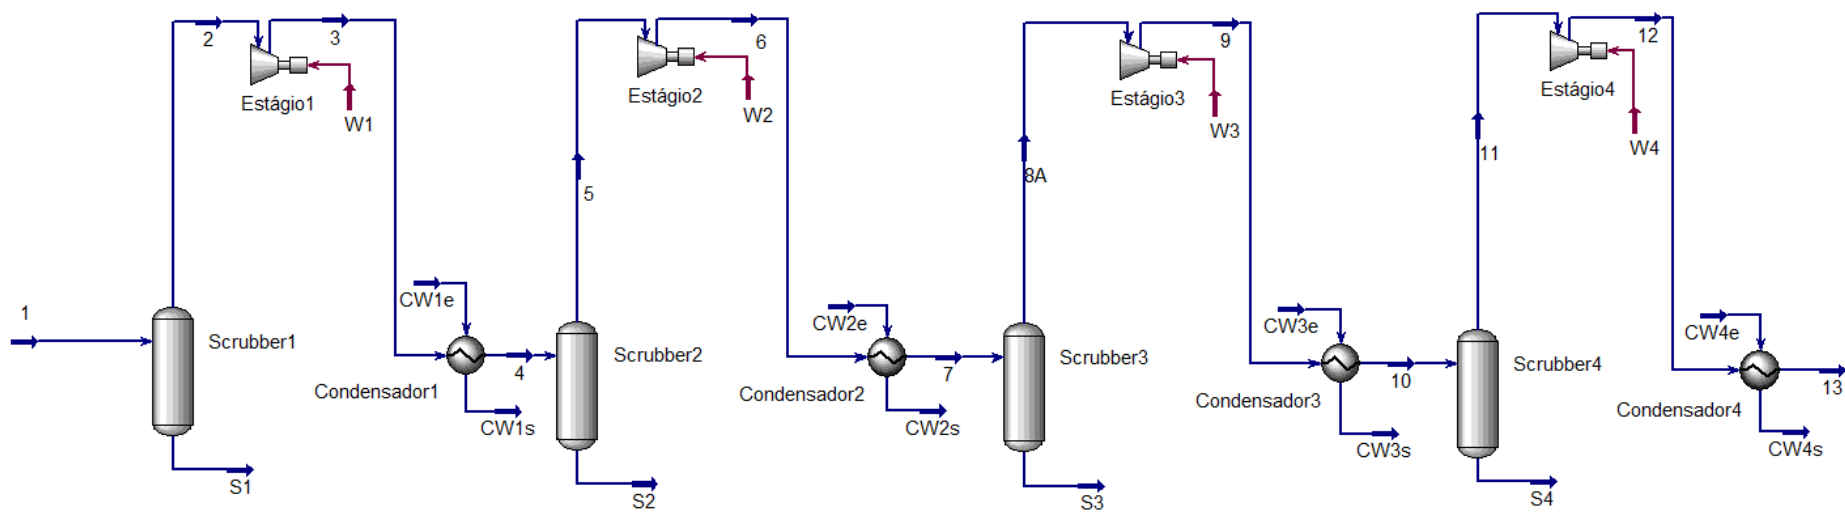 1
2
3
Estágio1
W1
Scrubber1
S1
CW1e
Condensador1
4
CW1s
5
6
Estágio2
W2
Scrubber2
S2
CW2e
Condensador2
7
CW2s
8A
9
Estágio3
W3
Scrubber3
S3
CW3e
Condensador3
10
CW3s
11
12
Estágio4
W4
Scrubber4
S4
CW4e
Condensador4
13
CW4s